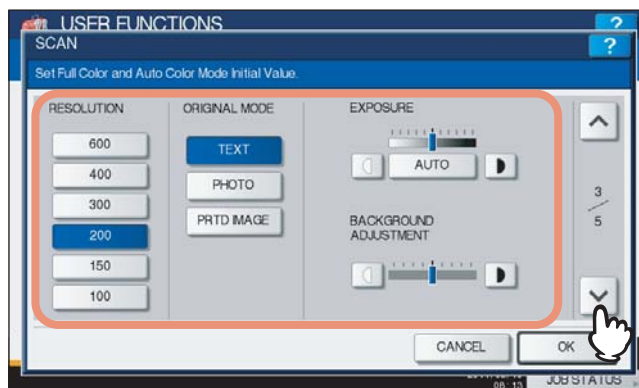 USER FUNCTIONS
?
SCAN
?
Set Full Color and Auto Color Mode Initial Value.
RESOLUTION
ORIGINAL MODE
EXPOSURE
600
400
300
200
150
100
TEXT
PHOTO
PRTD IMAGE
AUTO
BACKGROUND
ADJUSTMENT
3
5
CANCEL
OK
JOB STATUS